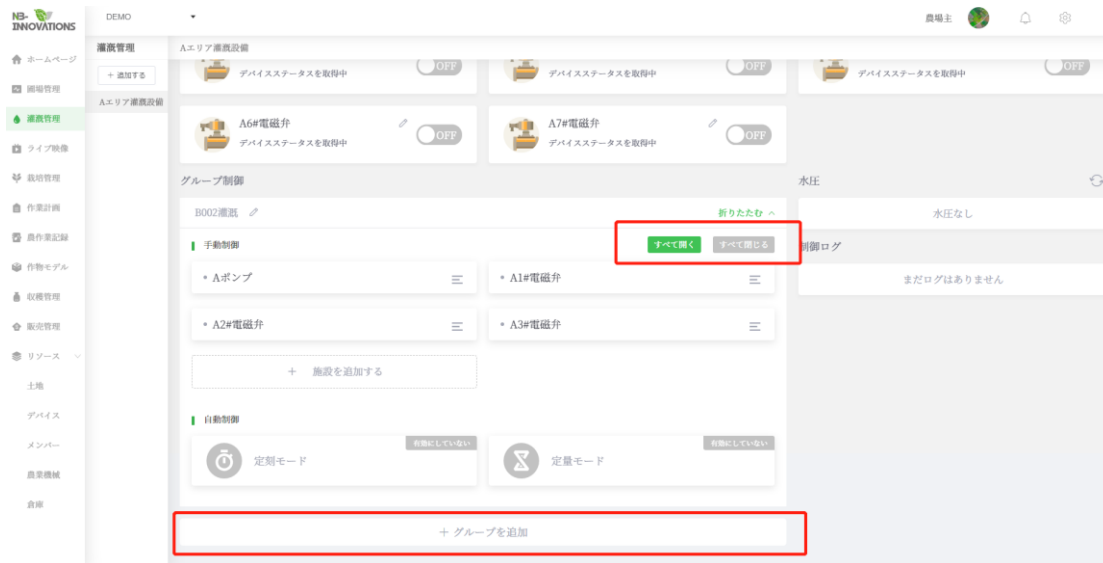 NB-
INNOVATIONS
DEMO
農場主
ホームページ
圃場管理
灌漑管理
ライブ映像
栽培管理
作業計画
農作業記録
作物モデル
収穫管理
販売管理
リソース
土地
デバイス
メンバー
農業機械
倉庫
灌漑管理
+ 追加する
Aエリア灌漑設備
Aエリア灌漑設備
デバイスステータスを取得中
OFF
デバイスステータスを取得中
OFF
デバイスステータスを取得中
OFF
A6#電磁弁
デバイスステータスを取得中
OFF
A7#電磁弁
デバイスステータスを取得中
OFF
グループ制御
B002灌漑
折りたたむ
手動制御
すべて開く
すべて閉じる
Aポンプ
A1#電磁弁
A2#電磁弁
A3#電磁弁
+ 施設を追加する
自動制御
定刻モード
有効にしていない
定量モード
有効にしていない
+ グループを追加
水圧
水圧なし
制御ログ
まだログはありません